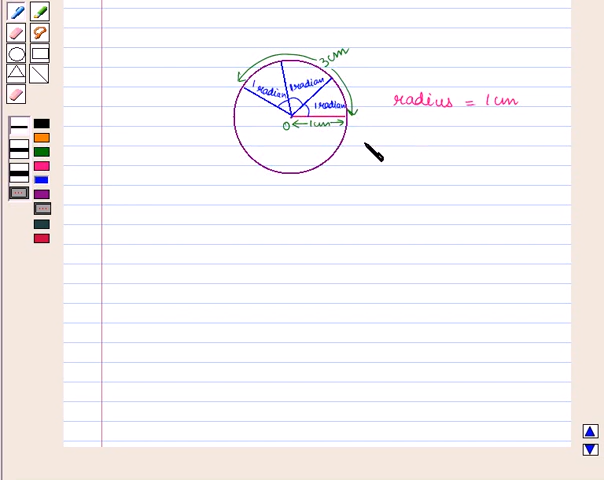 3cm
1 radian
1 radian
1 radian
O
1cm
radius = 1cm